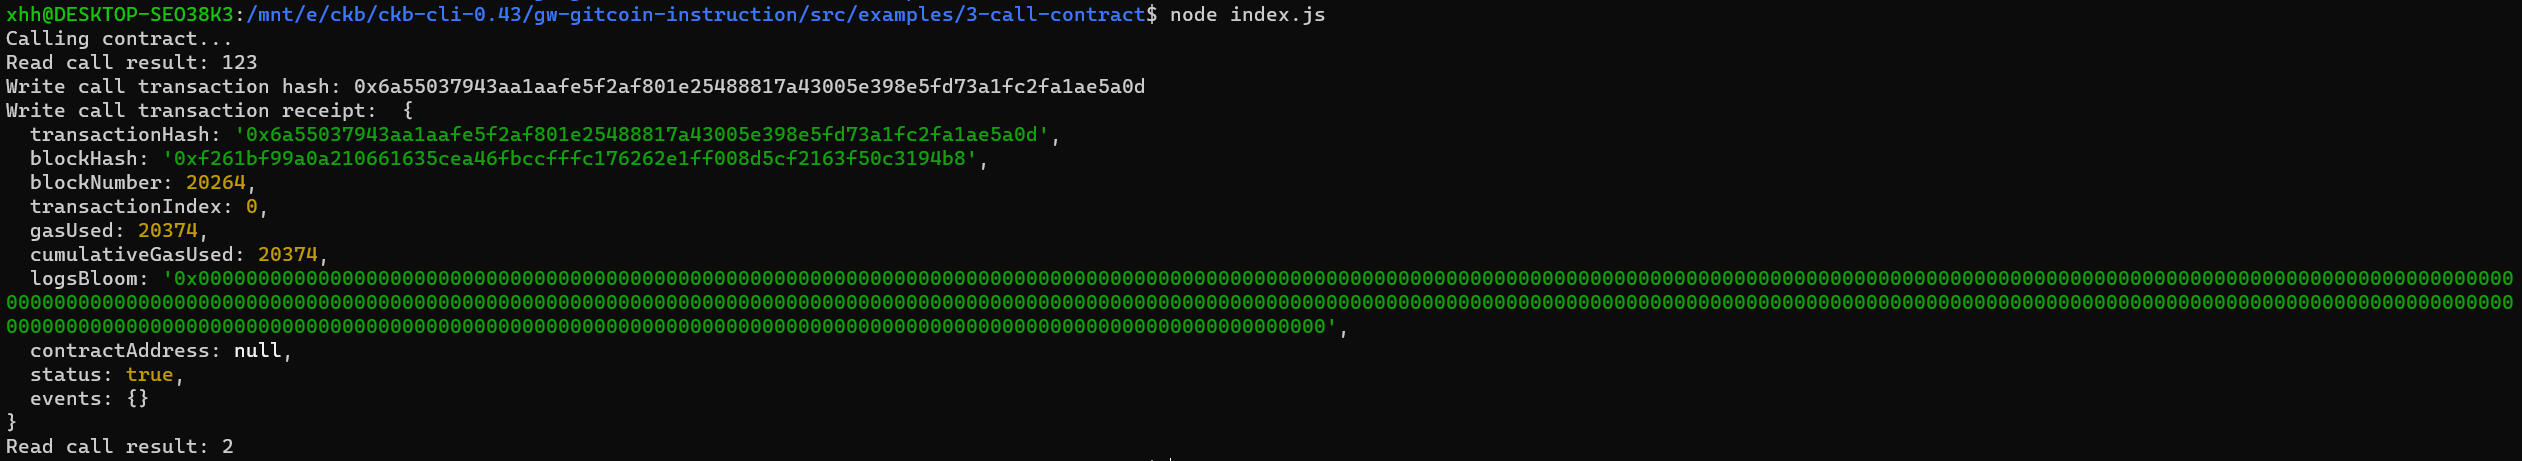 xhh@DESKTOP-SEO38K3:/mnt/e/ckb/ckb-cli-0.43/gw-gitcoin-instruction/src/examples/3-call-contract$ node index.js
Calling contract...
Read call result: 123
Write call transaction hash: 0x6a55037943aa1aafe5f2af801e25488817a43005e398e5fd73a1fc2fa1ae5a0d
Write call transaction receipt:  {
  transactionHash: '0x6a55037943aa1aafe5f2af801e25488817a43005e398e5fd73a1fc2fa1ae5a0d',
  blockHash: '0xf261bf99a0a210661635cea46fbccfffc176262e1ff008d5cf2163f50c3194b8',
  blockNumber: 20264,
  transactionIndex: 0,
  gasUsed: 20374,
  cumulativeGasUsed: 20374,
  logsBloom: '0x0000000000000000000000000000000000000000000000000000000000000000000000000000000000000000000000000000000000000000000000000000000000000000000000000000000000000000000000000000000000000000000000000
00000000000000000000000000000000000000000000000000000000000000000000000000000000000000000000000000000000000000000000000000000000000000000000000000000000000000000000000000000000000000000000000000000000000000000
00000000000000000000000000000000000000000000000000000000000000000000000000000000000000000000000000000000000000',
  contractAddress: null,
  status: true,
  events: {}
}
Read call result: 2